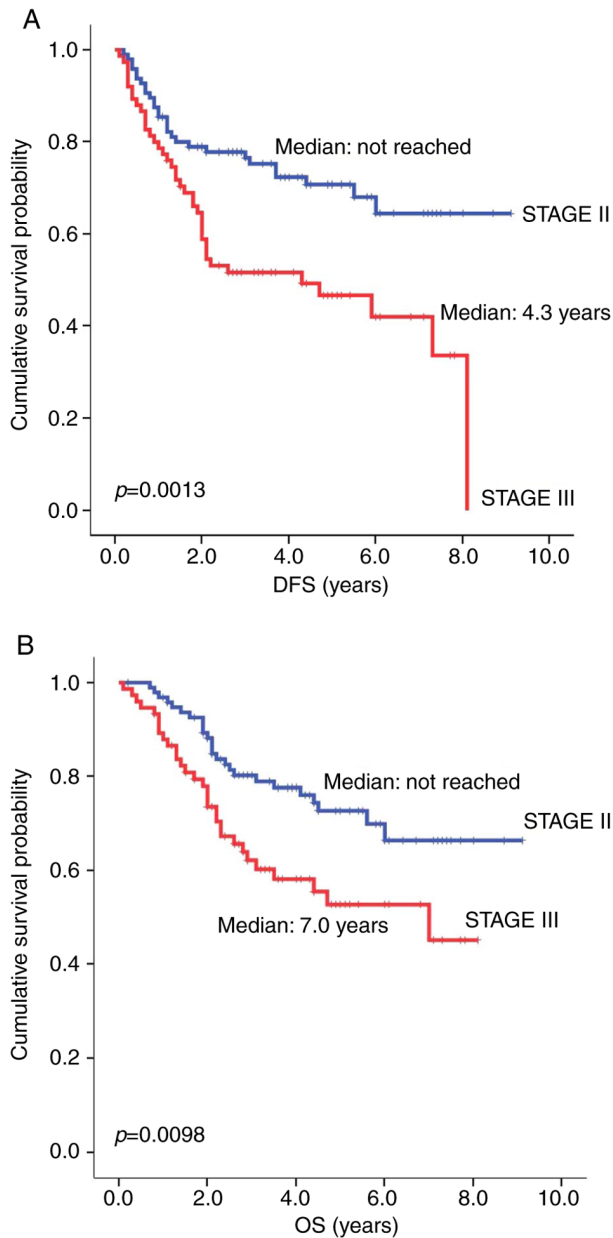 A
1.0
Median: not reached
0.8
STAGE II
0.6
Median: 4.3 years
0.4
0.2
p=0.0013
STAGE III
0.0
0.0 2.0 4.0 6.0 8.0 10.0
DFS (years)
Cumulative survival probability
B
1.0
Median: not reached
0.8
STAGE II
0.6
Median: 7.0 years
STAGE III
0.4
0.2
p=0.0098
0.0
0.0 2.0 4.0 6.0 8.0 10.0
OS (years)
Cumulative survival probability